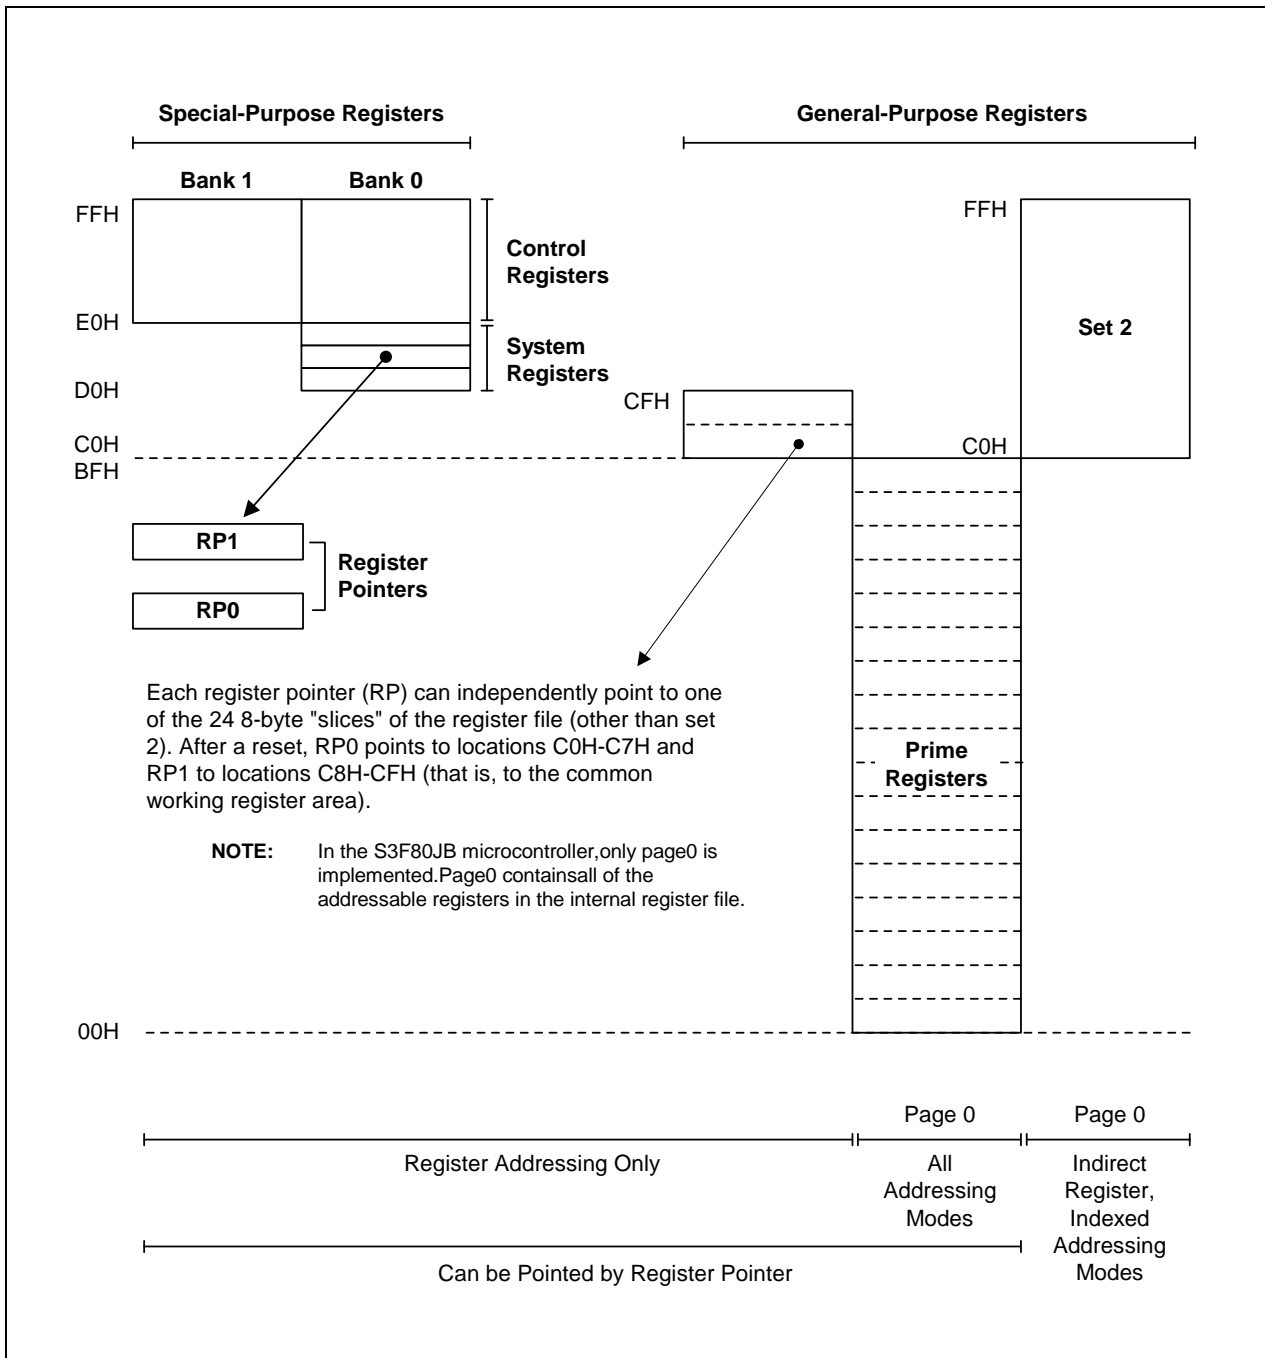 Special-Purpose Registers
General-Purpose Registers
Bank 1
Bank 0
FFH
FFH
Control
Registers
E0H
Set 2
System
Registers
D0H
CFH
C0H
C0H
BFH
RP1
Register
Pointers
RP0
Each register pointer (RP) can independently point to one
of the 24 8-byte "slices" of the register file (other than set
2). After a reset, RP0 points to locations C0H-C7H and
RP1 to locations C8H-CFH (that is, to the common
working register area).
Prime
Registers
NOTE: In the S3F80JB microcontroller,only page0 is
implemented.Page0 containsall of the
addressable registers in the internal register file.
00H
Page 0
Page 0
Register Addressing Only
All
Addressing
Modes
Indirect
Register,
Indexed
Addressing
Modes
Can be Pointed by Register Pointer